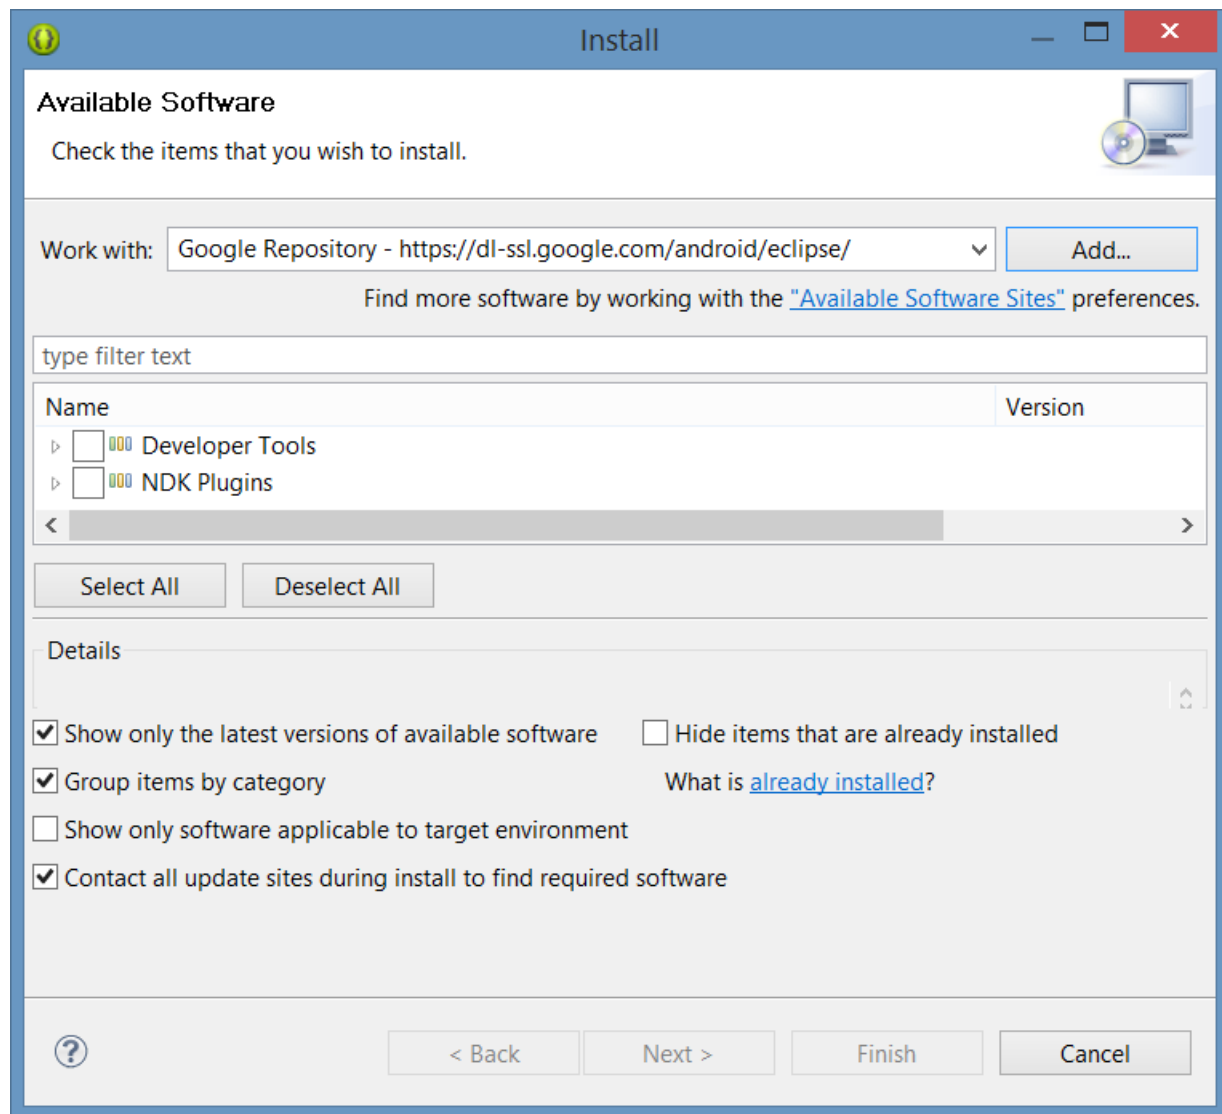 Install
Available Software
Check the items that you wish to install.
Work with: Google Repository - https://dl-ssl.google.com/android/eclipse/ Add...
Find more software by working with the "Available Software Sites" preferences.
type filter text
Name Version
Developer Tools
NDK Plugins
Select All Deselect All
Details
Show only the latest versions of available software Hide items that are already installed
Group items by category What is already installed?
Show only software applicable to target environment
Contact all update sites during install to find required software
? < Back Next > Finish Cancel